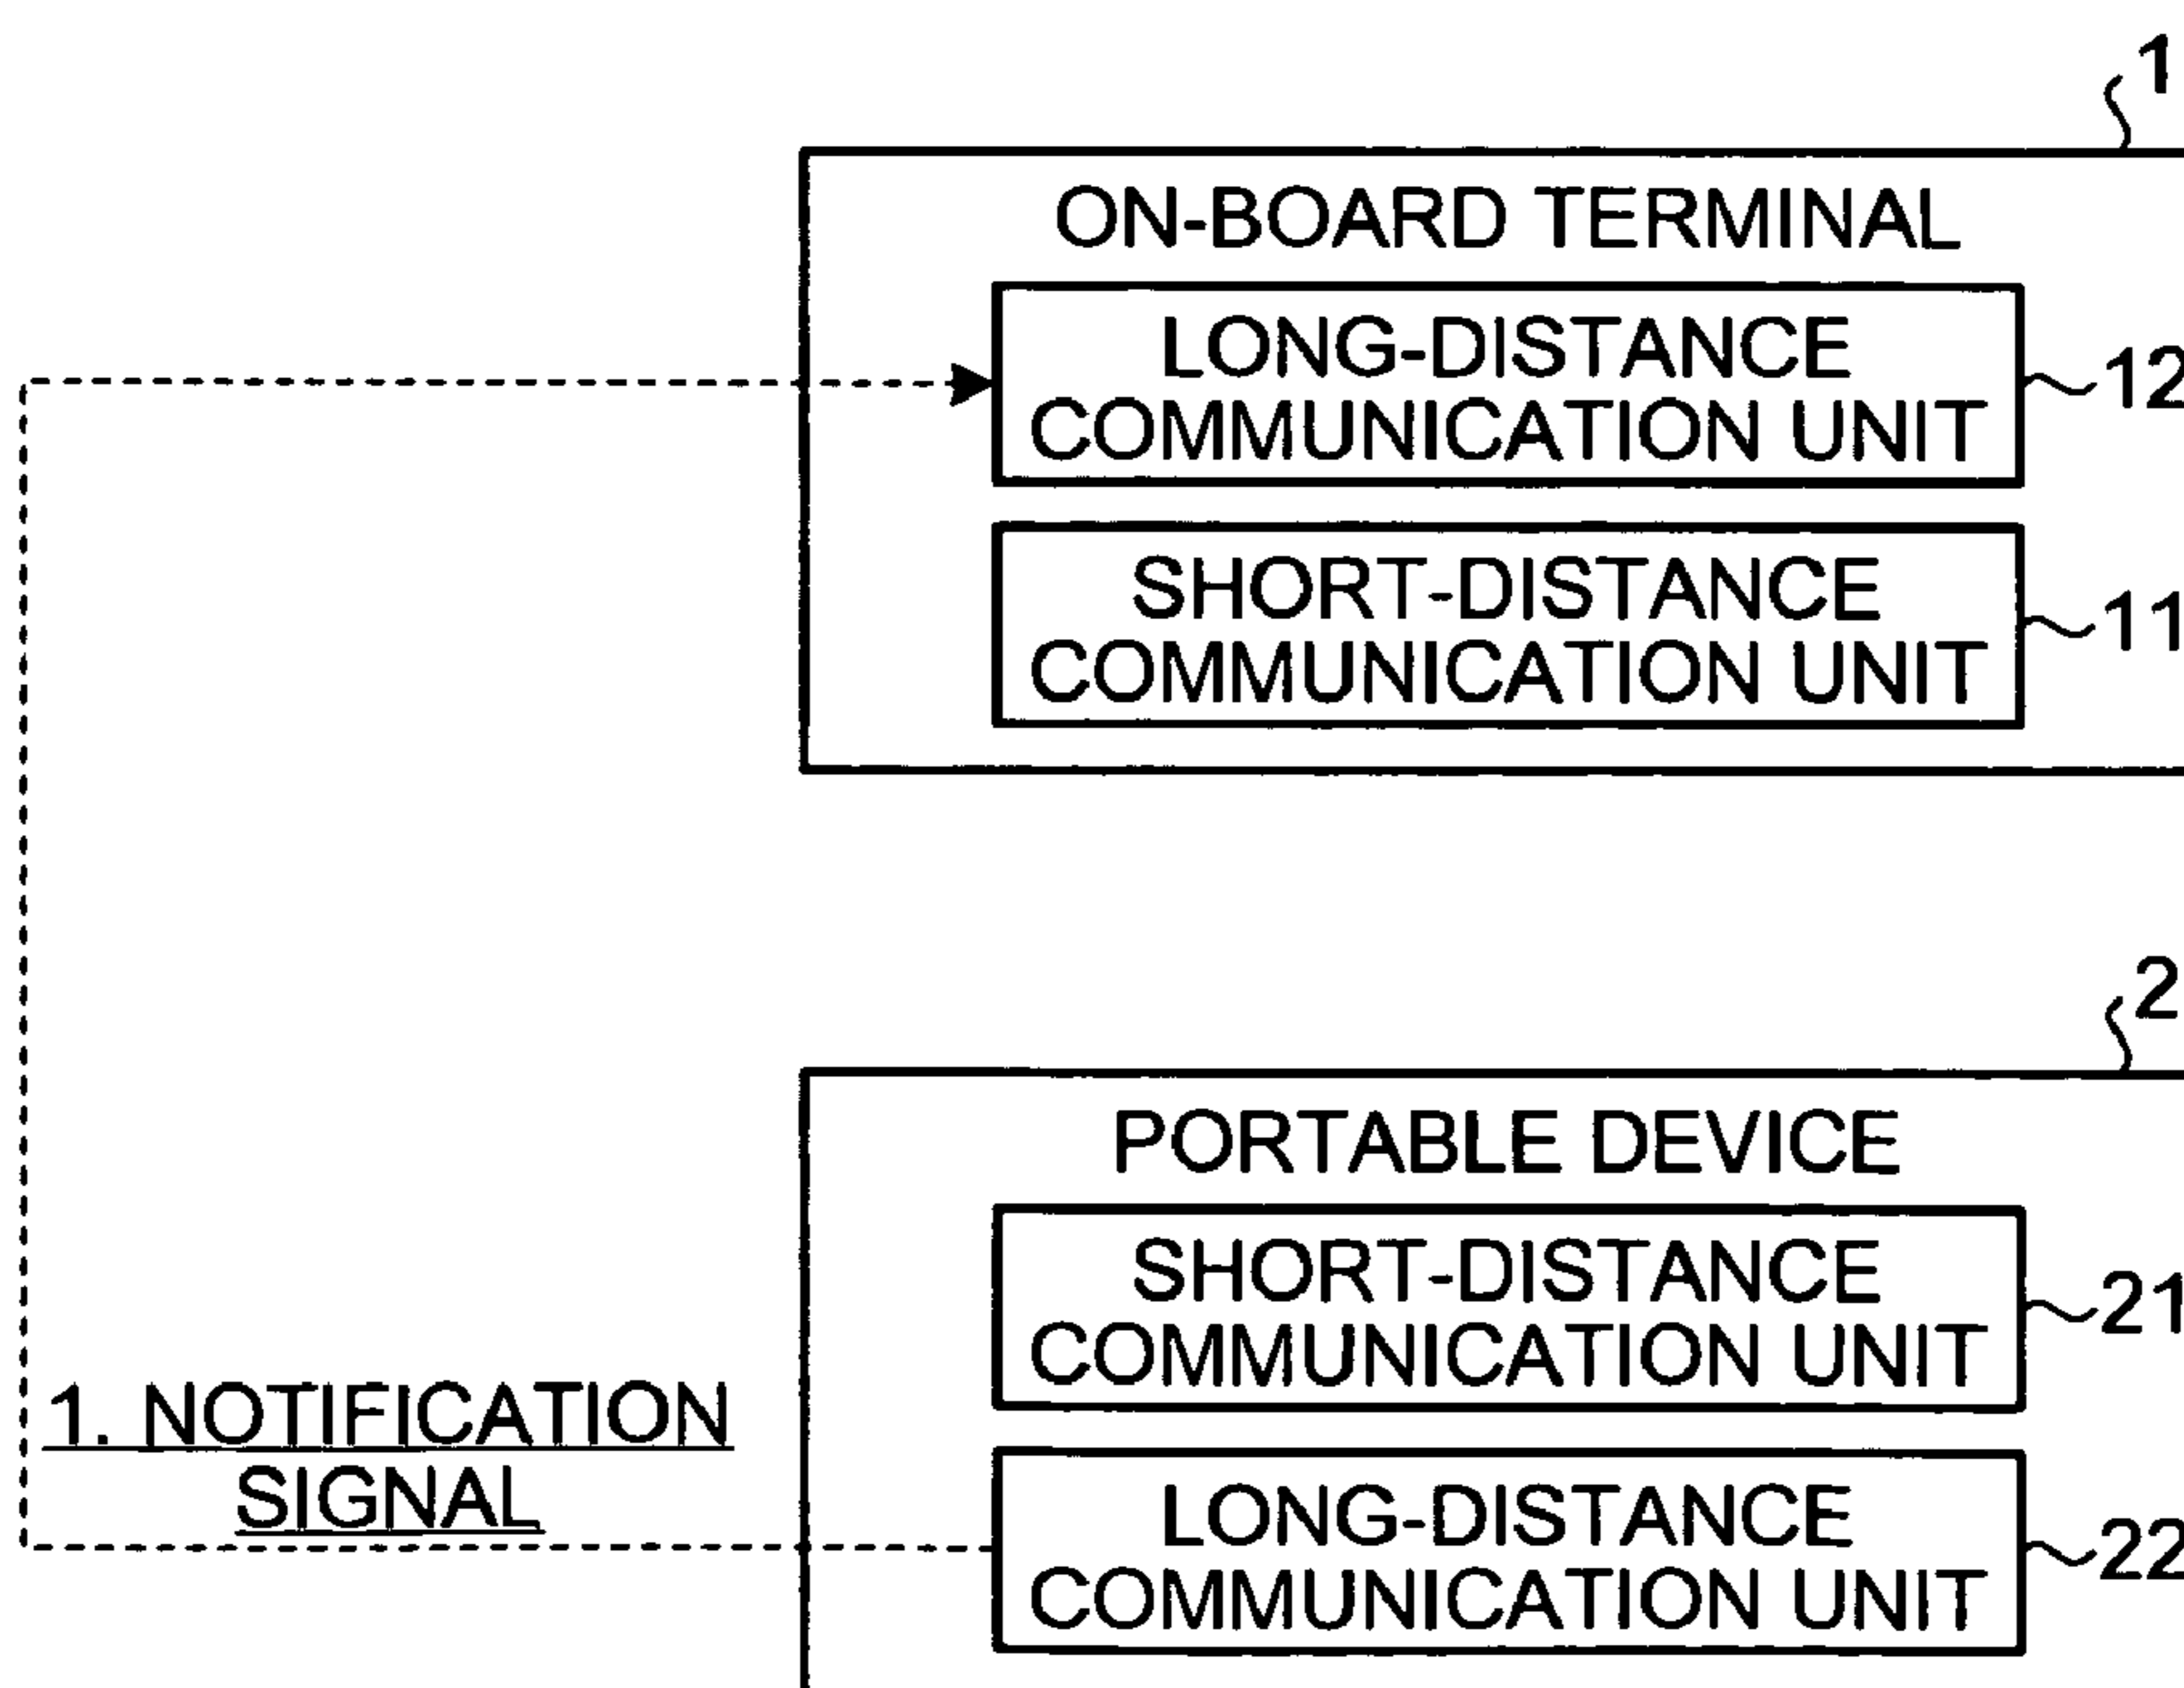 1
ON-BOARD TERMINAL
LONG-DISTANCE
COMMUNICATION UNIT
12
SHORT-DISTANCE
COMMUNICATION UNIT
11
2
PORTABLE DEVICE
SHORT-DISTANCE
COMMUNICATION UNIT
21
1. NOTIFICATION
SIGNAL
LONG-DISTANCE
COMMUNICATION UNIT
22